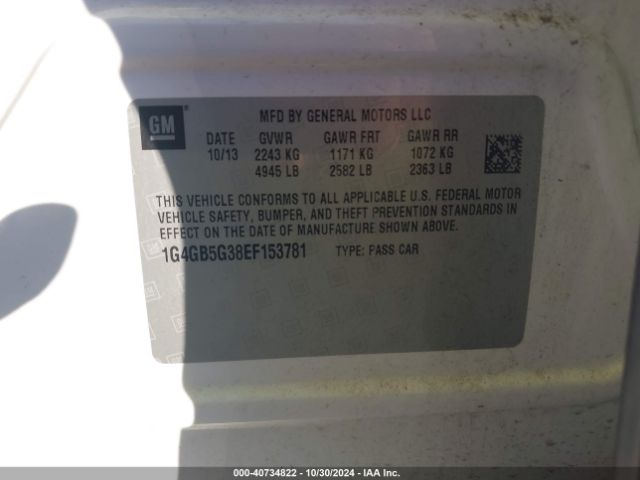 GM
MFD BY GENERAL MOTORS LLC
DATE GVWR GAWR FRT GAWR RR
10/13 2243 KG 1171 KG 1072 KG
4945 LB 2582 LB 2363 LB
THIS VEHICLE CONFORMS TO ALL APPLICABLE U.S. FEDERAL MOTOR
VEHICLE SAFETY, BUMPER, AND THEFT PREVENTION STANDARDS IN
EFFECT ON THE DATE OF MANUFACTURE SHOWN ABOVE.
1G4GB5G38EF153781 TYPE: PASS CAR
000-40734822 - 10/30/2024 - IAAI Inc.